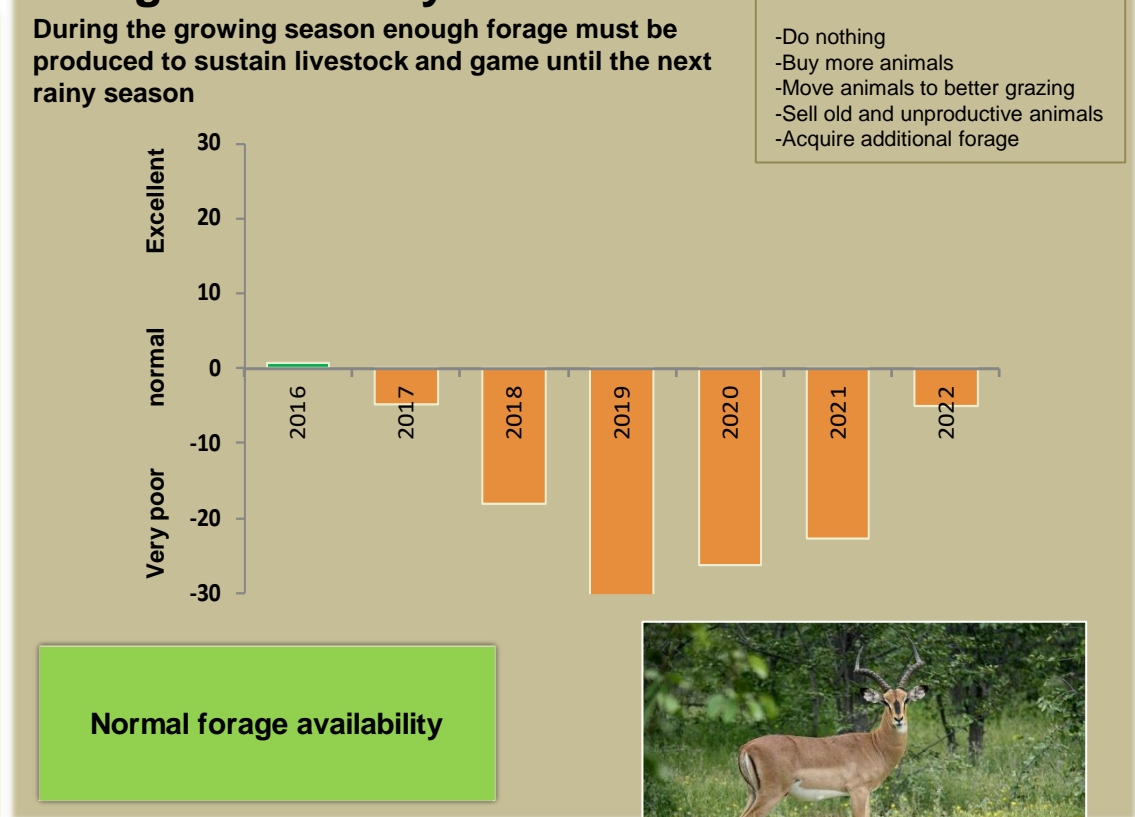 During the growing season enough forage must be
produced to sustain livestock and game until the next
rainy season
-Do nothing
-Buy more animals
-Move animals to better grazing
-Sell old and unproductive animals
-Acquire additional forage
Excellent
normal
Very poor
30
20
10
0
-10
-20
-30
2016
2017
2018
2019
2020
2021
2022
Normal forage availability